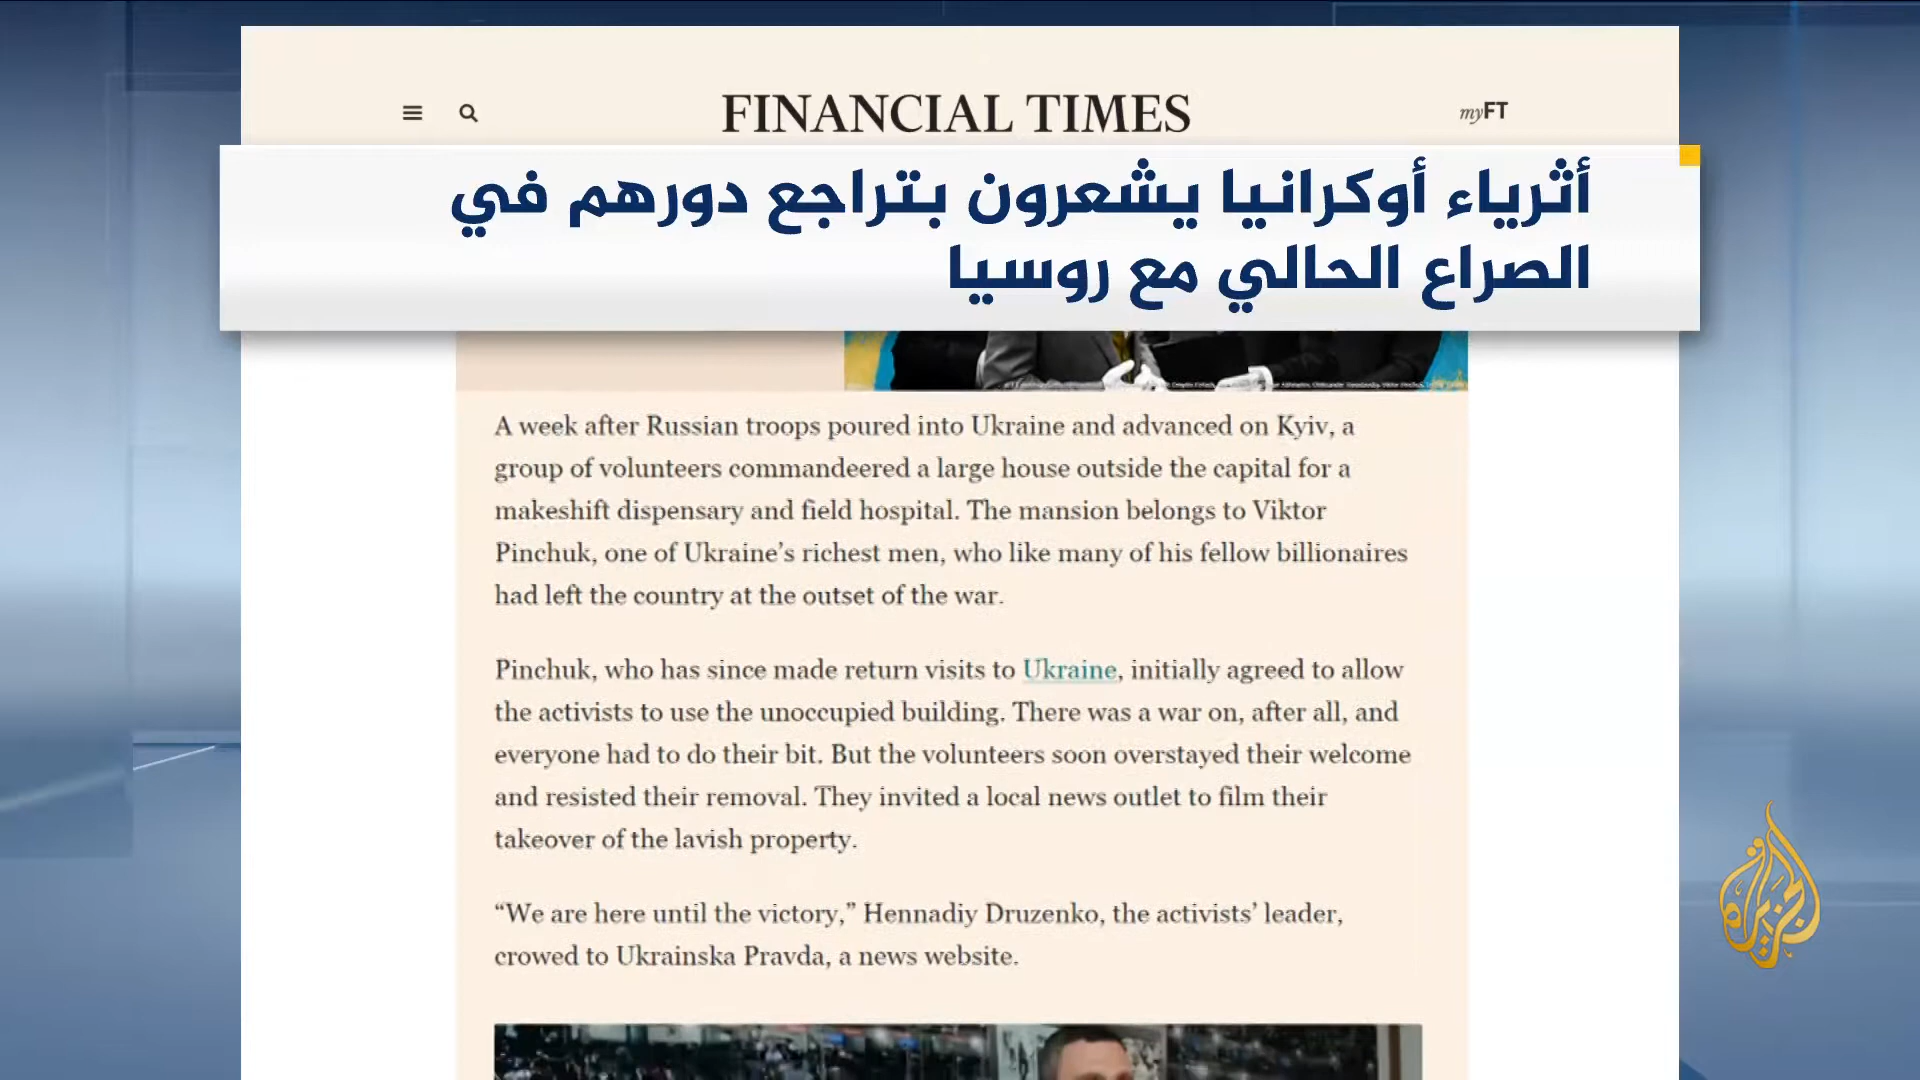 FINANCIAL TIMES
myFT
أثرياء أوكرانيا يشعرون بتراجع دورهم في
الصراع الحالي مع روسيا
A week after Russian troops poured into Ukraine and advanced on Kyiv, a
group of volunteers commandeered a large house outside the capital for a
makeshift dispensary and field hospital. The mansion belongs to Viktor
Pinchuk, one of Ukraine’s richest men, who like many of his fellow billionaires
had left the country at the outset of the war.
Pinchuk, who has since made return visits to Ukraine, initially agreed to allow
the activists to use the unoccupied building. There was a war on, after all, and
everyone had to do their bit. But the volunteers soon overstayed their welcome
and resisted their removal. They invited a local news outlet to film their
takeover of the lavish property.
“We are here until the victory,” Hennadiy Druzenko, the activists’ leader,
crowed to Ukrainska Pravda, a news website.
الجزيرة